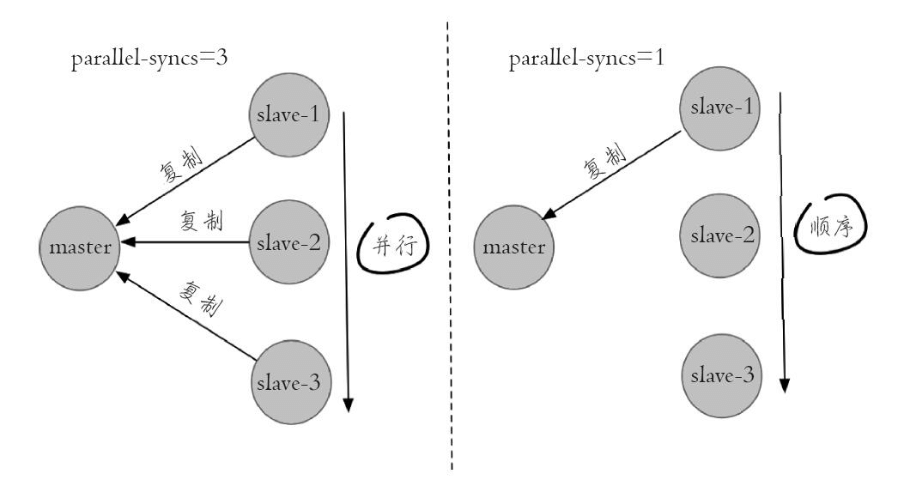 parallel-syncs=3
slave-1
复制
复制
master
slave-2
并行
复制
slave-3
parallel-syncs=1
slave-1
复制
master
slave-2
顺序
slave-3